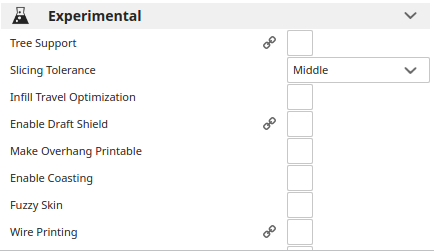 Experimental
Tree Support
Slicing Tolerance Middle
Infill Travel Optimization
Enable Draft Shield
Make Overhang Printable
Enable Coasting
Fuzzy Skin
Wire Printing